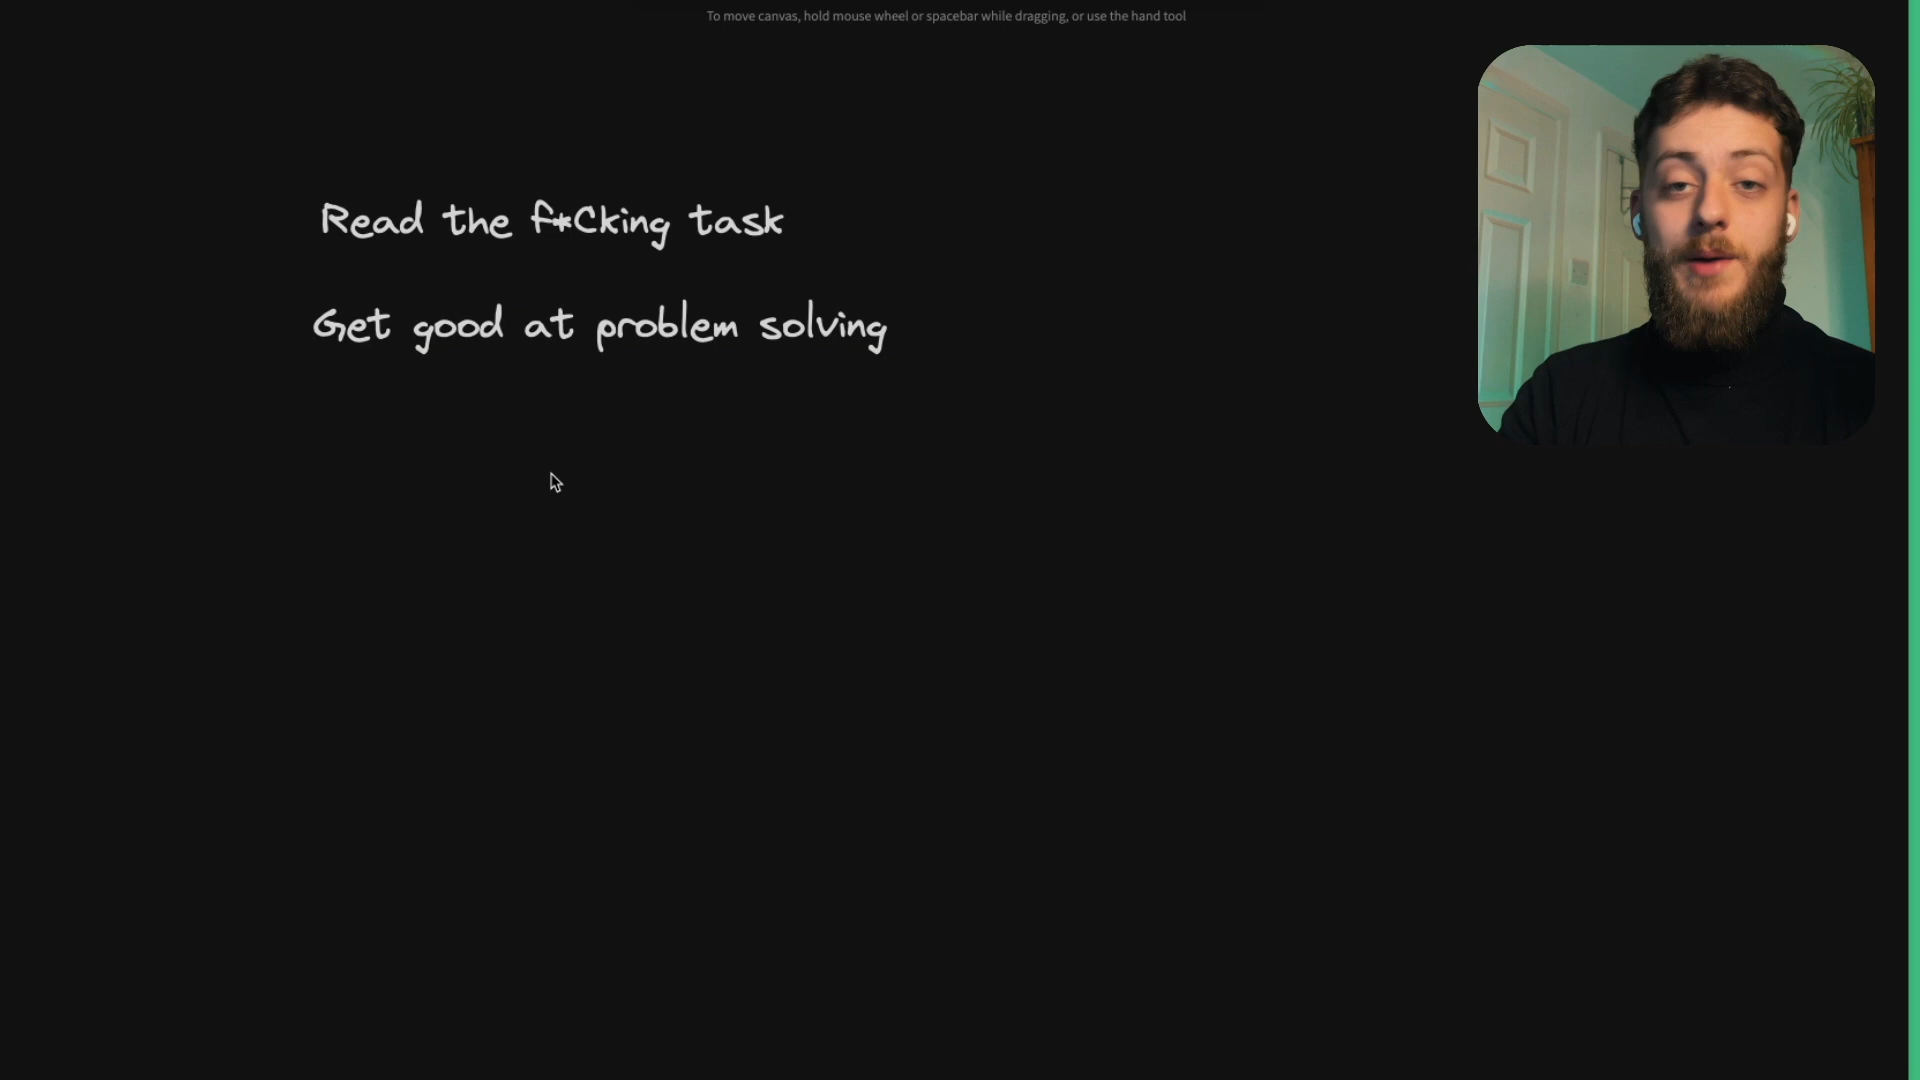 To move canvas, hold mouse wheel or spacebar while dragging, or use the hand tool
Read the f*Cking task
Get good at problem solving